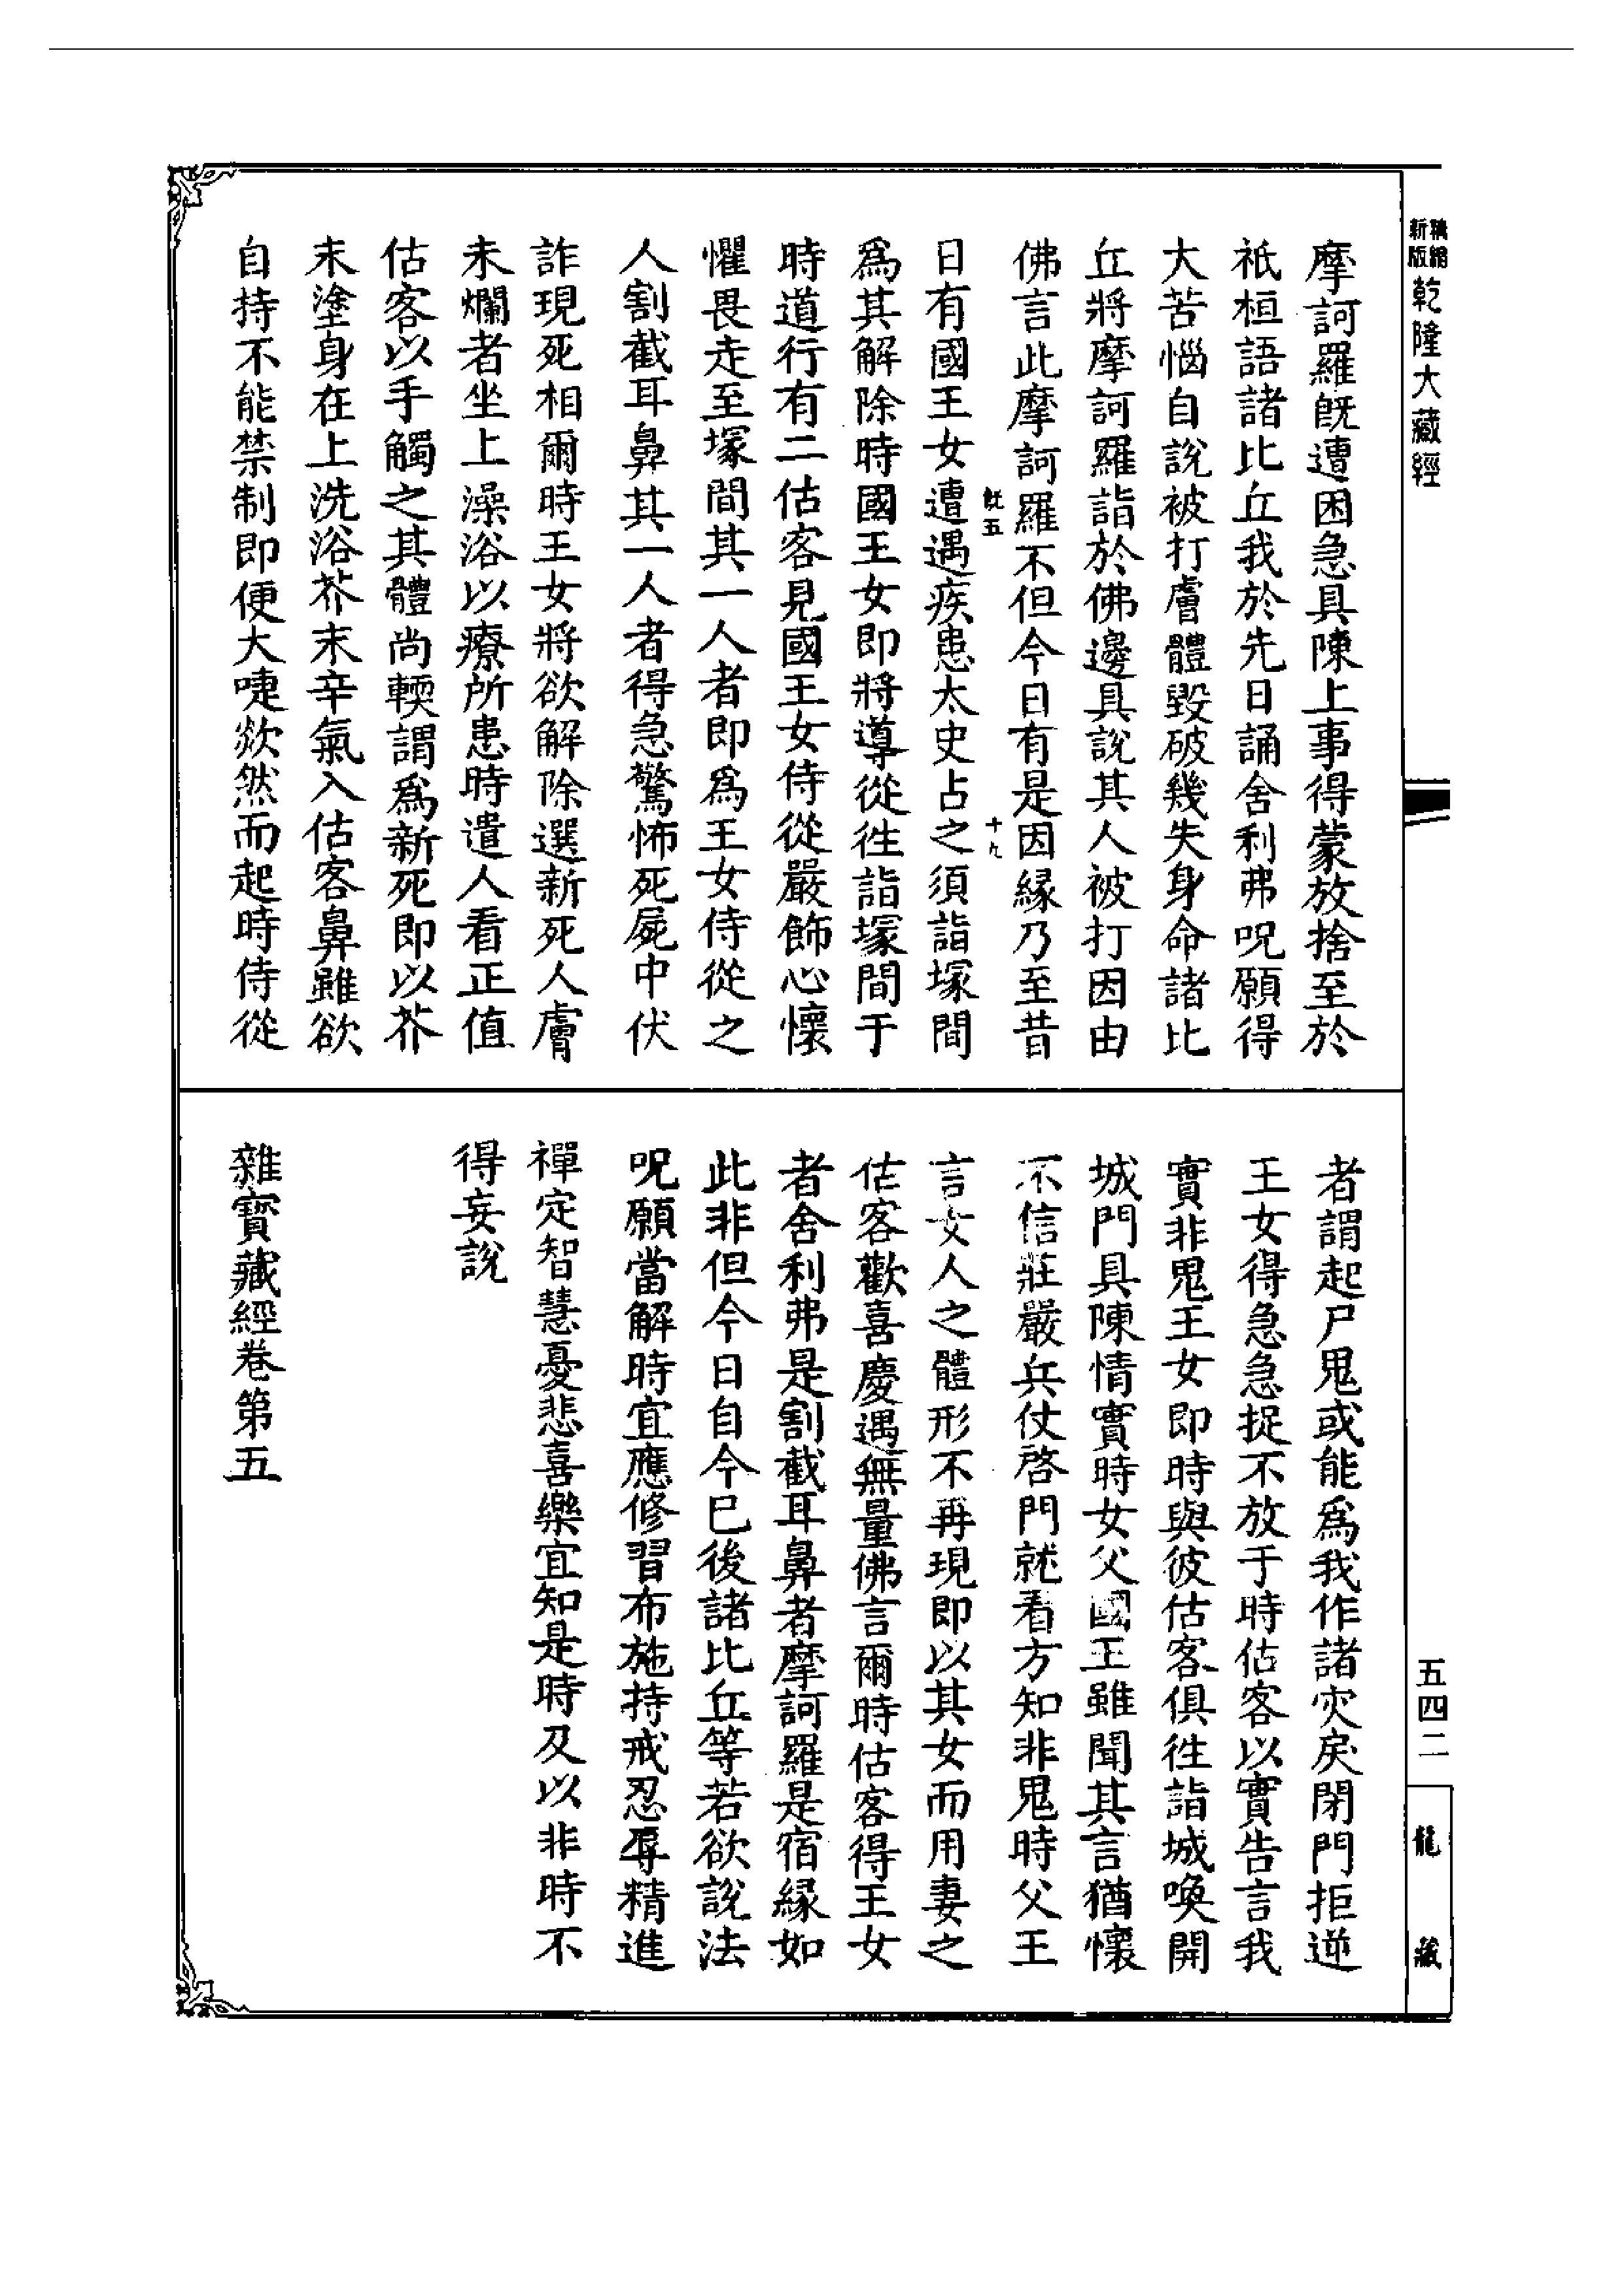 新版精縮
乾隆大藏經
摩訶羅旣遭困急具陳上事得蒙放捨至於
祇桓語諸比丘我於先日誦舍利弗呪願得
大苦惱自說被打膚體毀破幾失身命諸比
丘將摩訶羅詣於佛邊具說其人被打因由
佛言此摩訶羅不但今日有是因緣乃至昔
十九
日有國王女遭遇疾患太史占之須詣塚間
爲其解除時國王女即將導從徃詣塚間于
時道行有二估客見國王女侍從嚴飾心懷
懼畏走至塚間其一人者即爲王女侍從之
人割截耳鼻其一人者得急驚怖死屍中伏
詐現死相爾時王女將欲解除選新死人膚
未爛者坐上澡浴以療所患時遣人看正值
估客以手觸之其體尚輭謂爲新死即以芥
末塗身在上洗浴芥末辛氣入估客鼻雖欲
自持不能禁制即便大嚏欻然而起時侍從
者謂起尸鬼或能爲我作諸灾戾閉門拒逆
王女得急急捉不放于時估客以實告言我
實非鬼王女即時與彼估客俱徃詣城喚開
城門具陳情實時女父國王雖聞其言猶懷
不信莊嚴兵仗啓門就看方知非鬼時父王
言女人之體形不再現即以其女而用妻之
估客歡喜慶遇無量佛言爾時估客得王女
者舍利弗是割截耳鼻者摩訶羅是宿緣如
此非但今日自今已後諸比丘等若欲說法
呪願當解時宜應修習布施持戒忍辱精進
禪定智慧憂悲喜樂宜知是時及以非時不
得妄說
雜寶藏經卷第五
五四二
龍藏